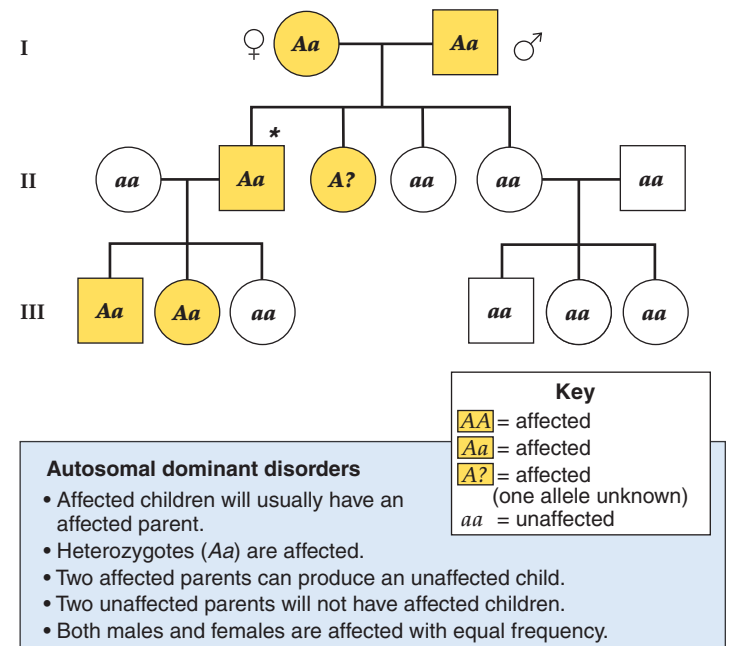 I
Aa
Aa
*
II
aa
Aa
A?
aa
aa
aa
III
Aa
Aa
aa
aa
aa
aa
Key
AA = affected
Aa = affected
A? = affected
(one allele unknown)
aa = unaffected
Autosomal dominant disorders
• Affected children will usually have an
affected parent.
• Heterozygotes (Aa) are affected.
• Two affected parents can produce an unaffected child.
• Two unaffected parents will not have affected children.
• Both males and females are affected with equal frequency.